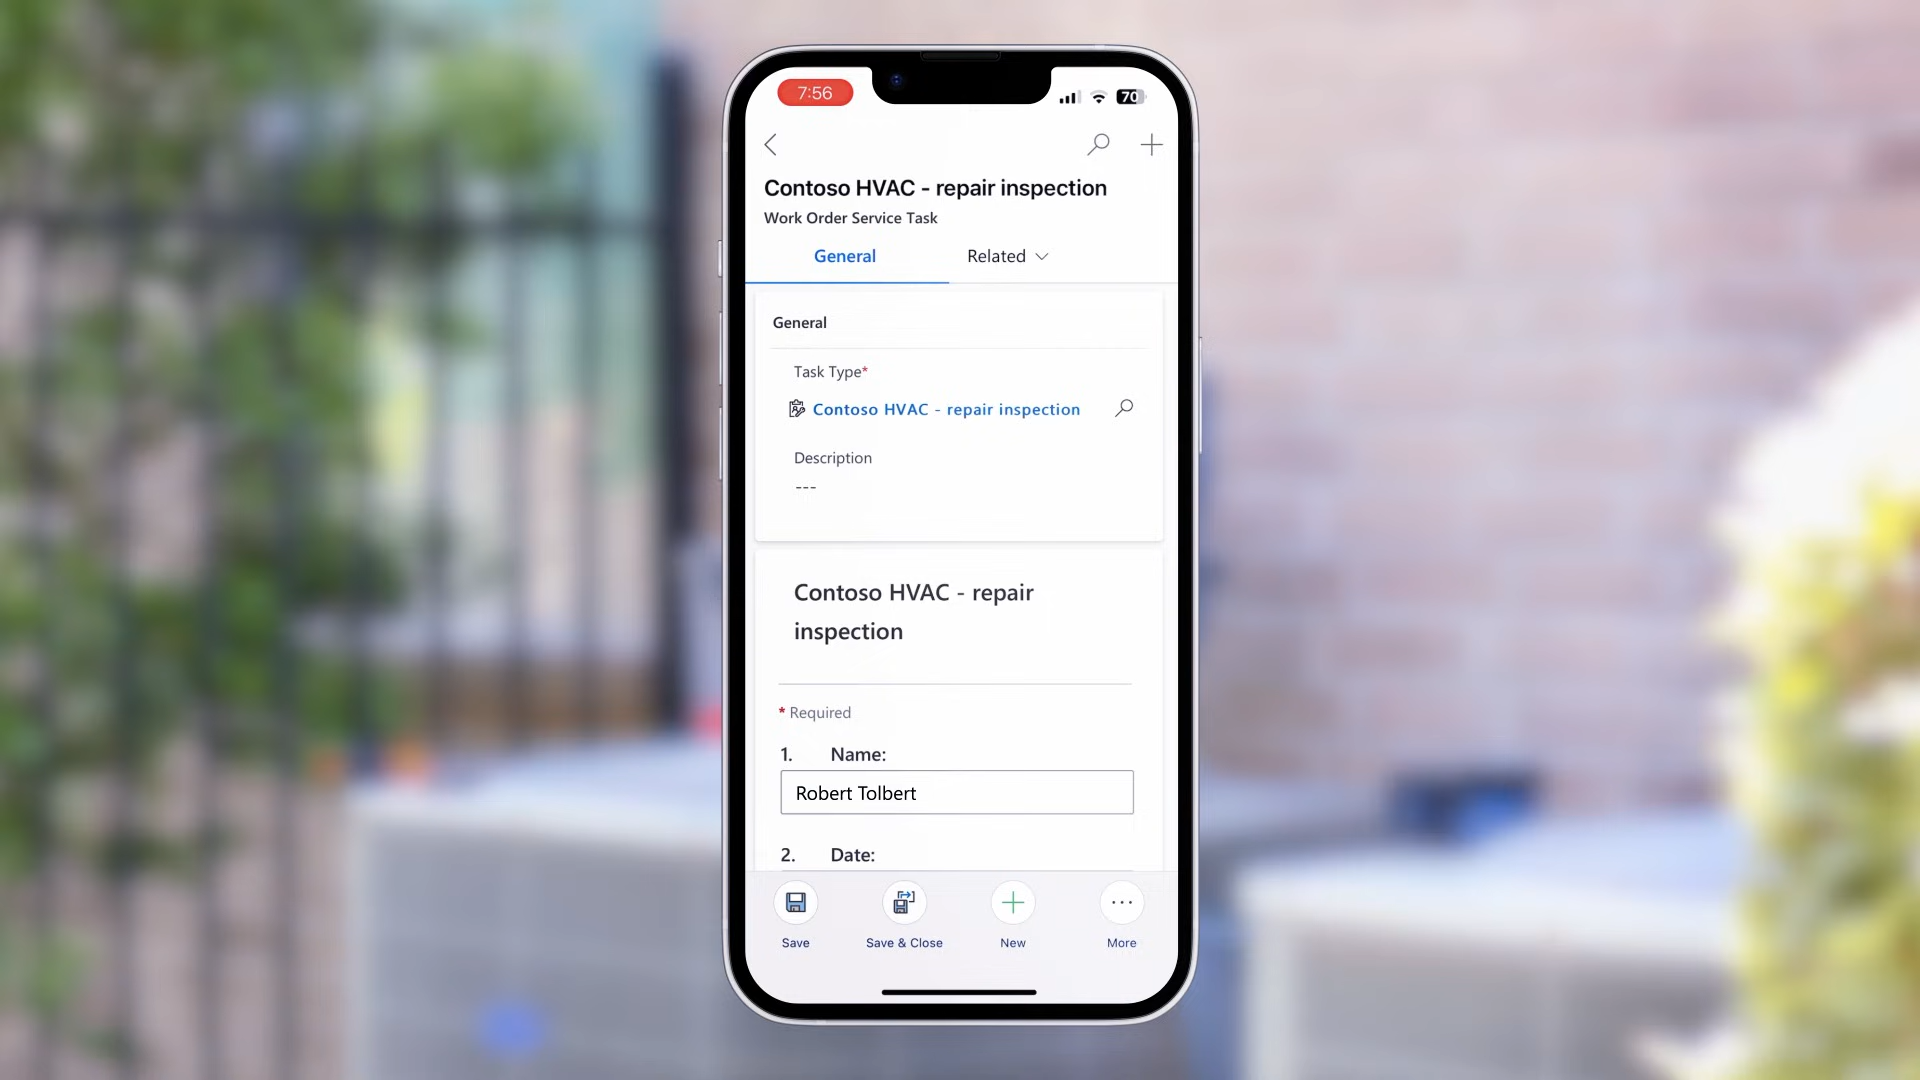 7:56
70
Contoso HVAC - repair inspection
Work Order Service Task
General
Related
General
Task Type*
Contoso HVAC - repair inspection
Description
---
Contoso HVAC - repair
inspection
* Required
1. Name:
Robert Tolbert
2. Date:
Save
Save & Close
New
More